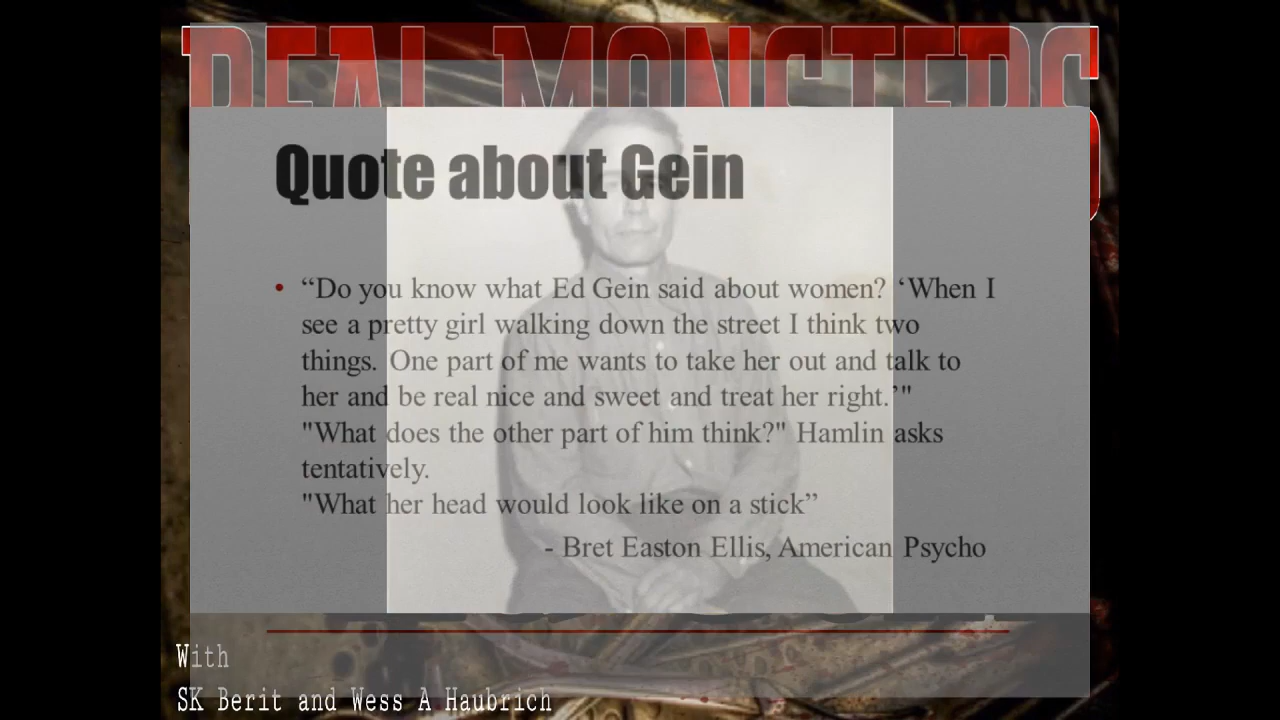 REAL MONSTERS
Quote about Gein
• “Do you know what Ed Gein said about women? ‘When I
see a pretty girl walking down the street I think two
things. One part of me wants to take her out and talk to
her and be real nice and sweet and treat her right.’"
"What does the other part of him think?" Hamlin asks
tentatively.
"What her head would look like on a stick”
- Bret Easton Ellis, American Psycho
With
SK Berit and Wess A Haubrich